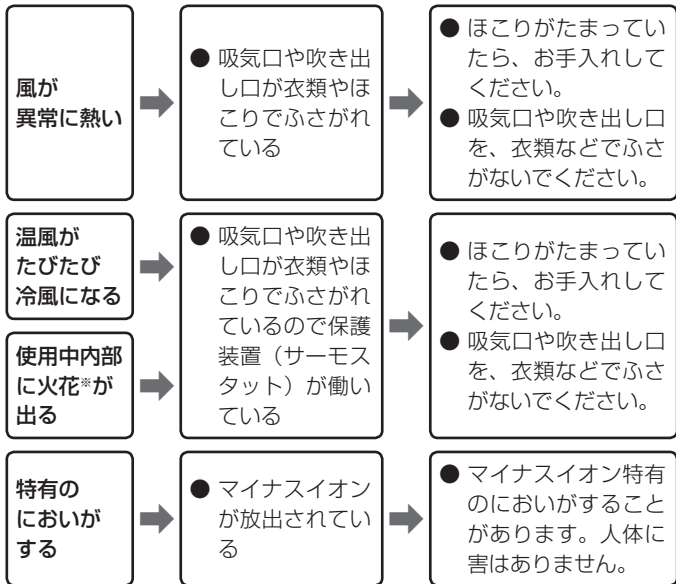 風が
異常に熱い
● 吸気口や吹き出
し口が衣類やほ
こりでふさがれ
ている
● ほこりがたまってい
たら、お手入れして
ください。
● 吸気口や吹き出し口
を、衣類などでふさ
がないでください。
温風が
たびたび
冷風になる
使用中内部
に火花※が
出る
● 吸気口や吹き出
し口が衣類やほ
こりでふさがれ
ているので保護
装置（サーモス
タット）が働い
ている
● ほこりがたまってい
たら、お手入れして
ください。
● 吸気口や吹き出し口
を、衣類などでふさ
がないでください。
特有の
においが
する
● マイナスイオン
が放出されてい
る
● マイナスイオン特有
のにおいがすること
があります。人体に
害はありません。